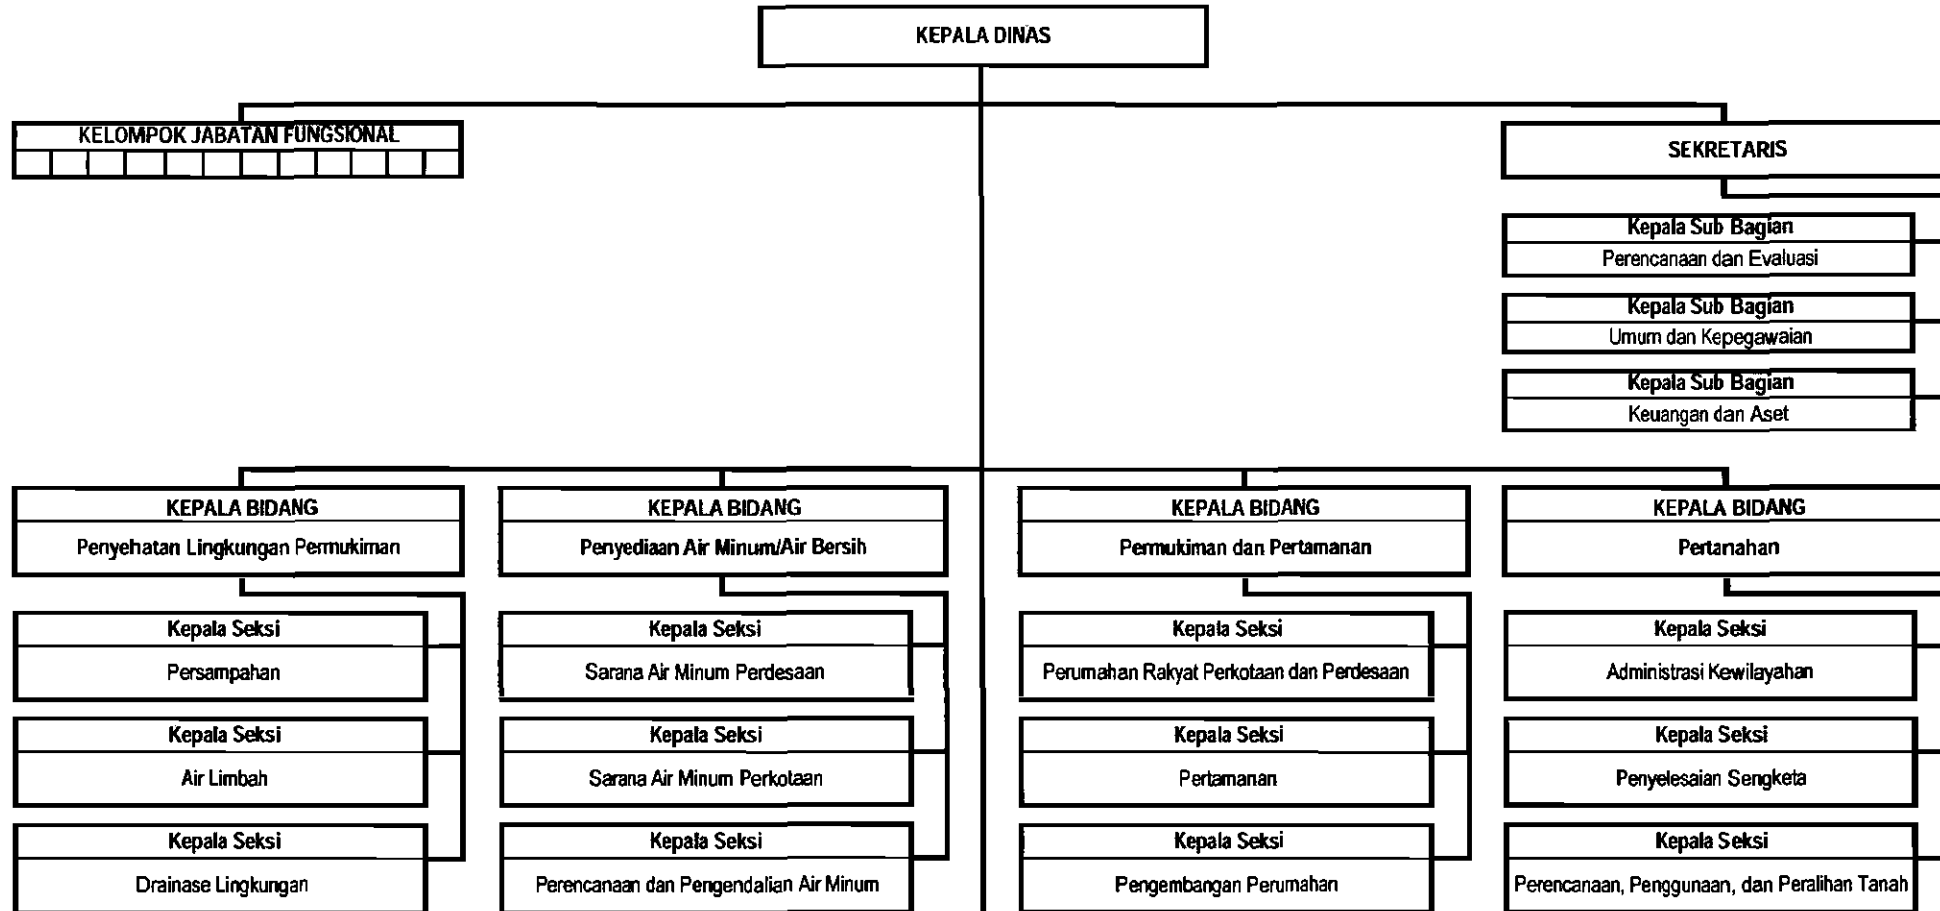 KEPALA DINAS
KELOMPOK JABATAN FUNGSIONAL
SEKRETARIS
Kepala Sub Bagian
Perencanaan dan Evaluasi
Kepala Sub Bagian
Umum dan Kepegawaian
Kepala Sub Bagian
Keuangan dan Aset
KEPALA BIDANG
Penyehatan Lingkungan Permukiman
Kepala Seksi
Persampahan
Kepala Seksi
Air Limbah
Kepala Seksi
Drainase Lingkungan
KEPALA BIDANG
Penyediaan Air Minum/Air Bersih
Kepala Seksi
Sarana Air Minum Perdesaan
Kepala Seksi
Sarana Air Minum Perkotaan
Kepala Seksi
Perencanaan dan Pengendalian Air Minum
KEPALA BIDANG
Permukiman dan Pertamanan
Kepala Seksi
Perumahan Rakyat Perkotaan dan Perdesaan
Kepala Seksi
Pertamanan
Kepala Seksi
Pengembangan Perumahan
KEPALA BIDANG
Pertanahan
Kepala Seksi
Administrasi Kewilayahan
Kepala Seksi
Penyelesaian Sengketa
Kepala Seksi
Perencanaan, Penggunaan, dan Peralihan Tanah